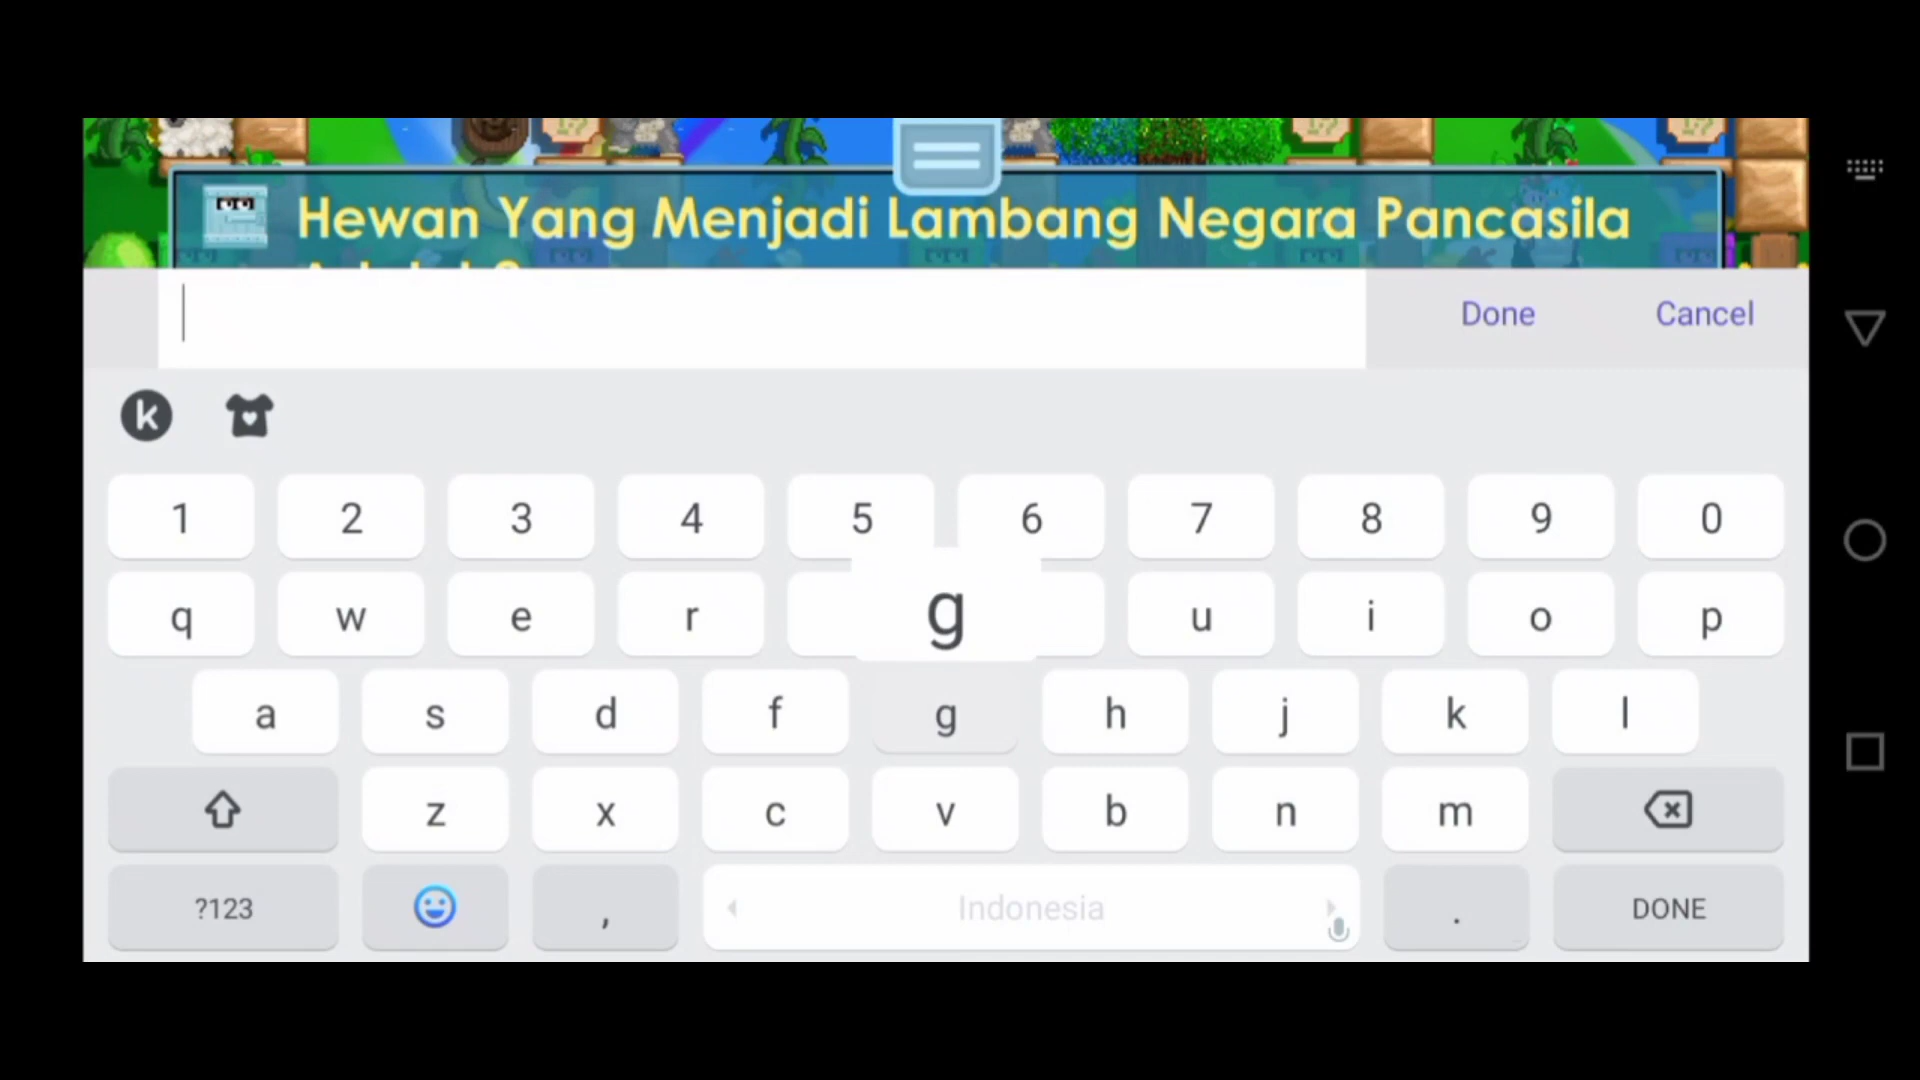 Hewan Yang Menjadi Lambang Negara Pancasila
Done Cancel
k
1 2 3 4 5 6 7 8 9 0
q w e r g u i o p
a s d f g h j k l
z x c v b n m
?123 , Indonesia . DONE